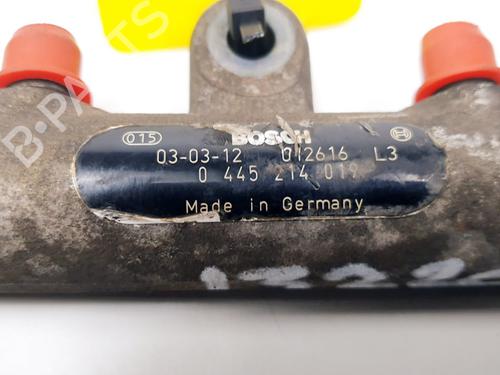 015 BOSCH
03-03-12 012616 L3
0 445 214 019
Made in Germany
B-PARTS